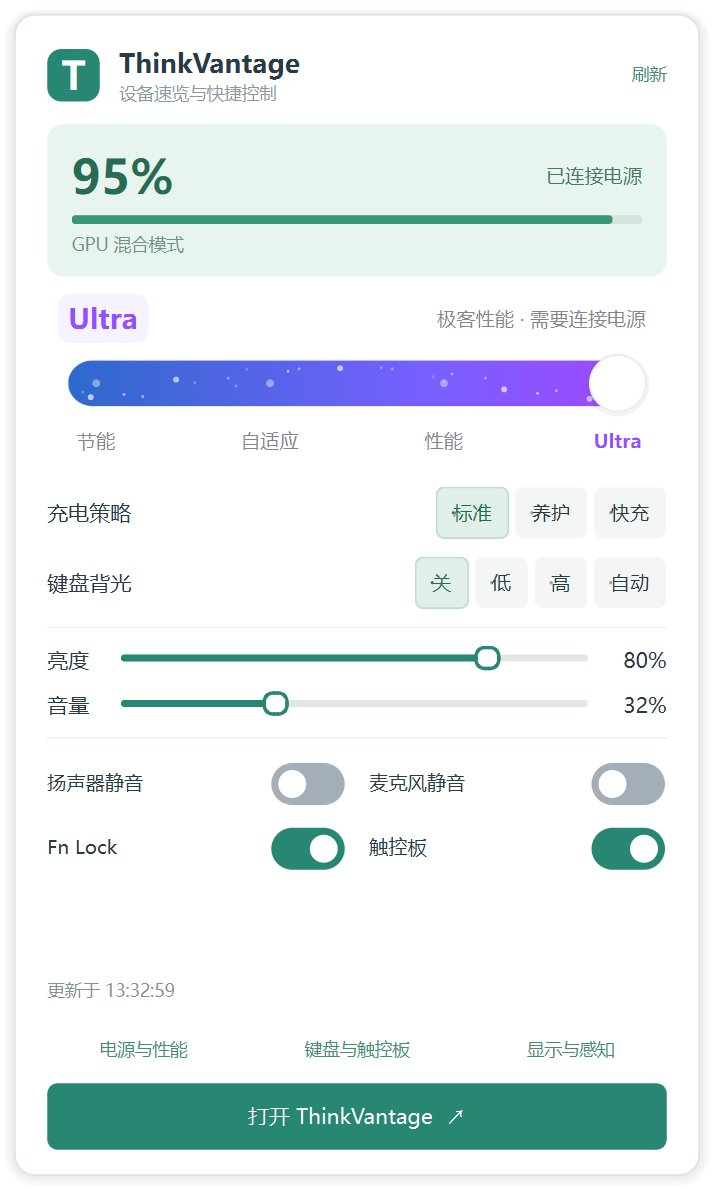 T ThinkVantage
设备速览与快捷控制
刷新
95%
已连接电源
GPU 混合模式
Ultra
极客性能 · 需要连接电源
节能 自适应 性能 Ultra
充电策略 标准 养护 快充
键盘背光 关 低 高 自动
亮度 80%
音量 32%
扬声器静音 麦克风静音
Fn Lock 触控板
更新于 13:32:59
电源与性能 键盘与触控板 显示与感知
打开 ThinkVantage ↗